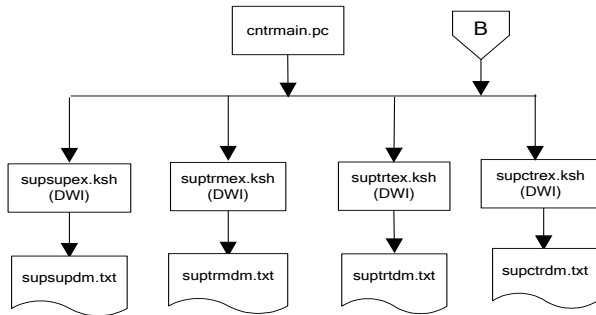 cntrmain.pc
B
supsupex.ksh
(DWI)
suptrmex.ksh
(DWI)
suptrtex.ksh
(DWI)
supctrex.ksh
(DWI)
supsupdm.txt
suptrmdm.txt
suptrtdm.txt
supctrdm.txt